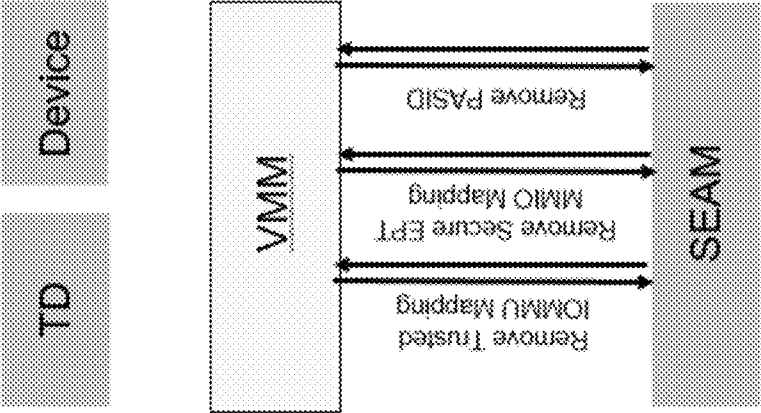 TD
Device
VMM
SEAM
Remove Trusted
IOMMU Mapping
Remove Secure EPT
MMIO Mapping
Remove PASID